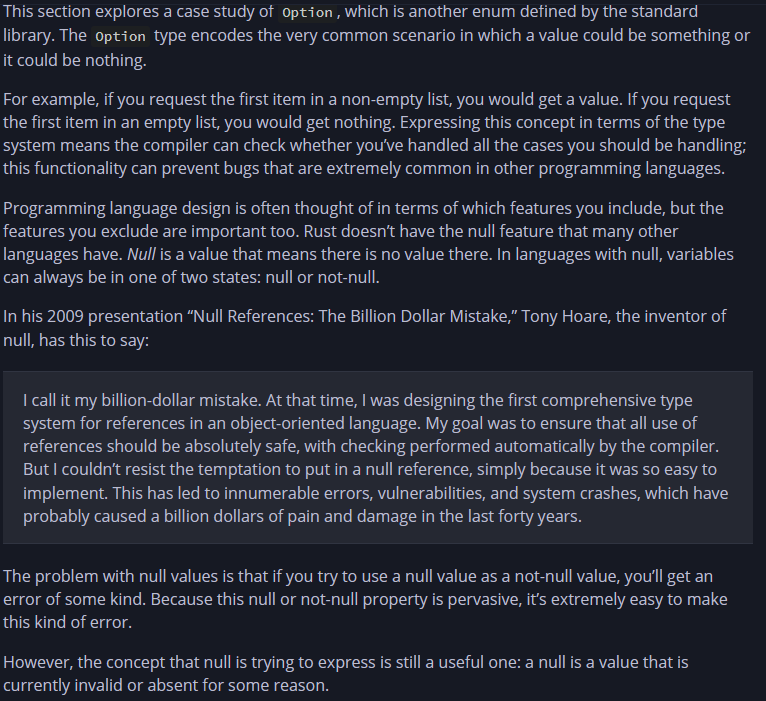 This section explores a case study of Option, which is another enum defined by the standard
library. The Option type encodes the very common scenario in which a value could be something or
it could be nothing.
For example, if you request the first item in a non-empty list, you would get a value. If you request
the first item in an empty list, you would get nothing. Expressing this concept in terms of the type
system means the compiler can check whether you’ve handled all the cases you should be handling;
this functionality can prevent bugs that are extremely common in other programming languages.
Programming language design is often thought of in terms of which features you include, but the
features you exclude are important too. Rust doesn’t have the null feature that many other
languages have. Null is a value that means there is no value there. In languages with null, variables
can always be in one of two states: null or not-null.
In his 2009 presentation “Null References: The Billion Dollar Mistake,” Tony Hoare, the inventor of
null, has this to say:
I call it my billion-dollar mistake. At that time, I was designing the first comprehensive type
system for references in an object-oriented language. My goal was to ensure that all use of
references should be absolutely safe, with checking performed automatically by the compiler.
But I couldn’t resist the temptation to put in a null reference, simply because it was so easy to
implement. This has led to innumerable errors, vulnerabilities, and system crashes, which have
probably caused a billion dollars of pain and damage in the last forty years.
The problem with null values is that if you try to use a null value as a not-null value, you’ll get an
error of some kind. Because this null or not-null property is pervasive, it’s extremely easy to make
this kind of error.
However, the concept that null is trying to express is still a useful one: a null is a value that is
currently invalid or absent for some reason.